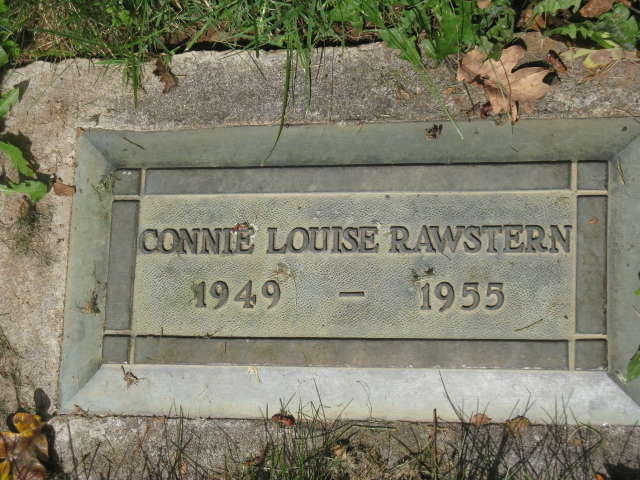 CONNIE LOUISE RAWSTERN
1949 — 1955